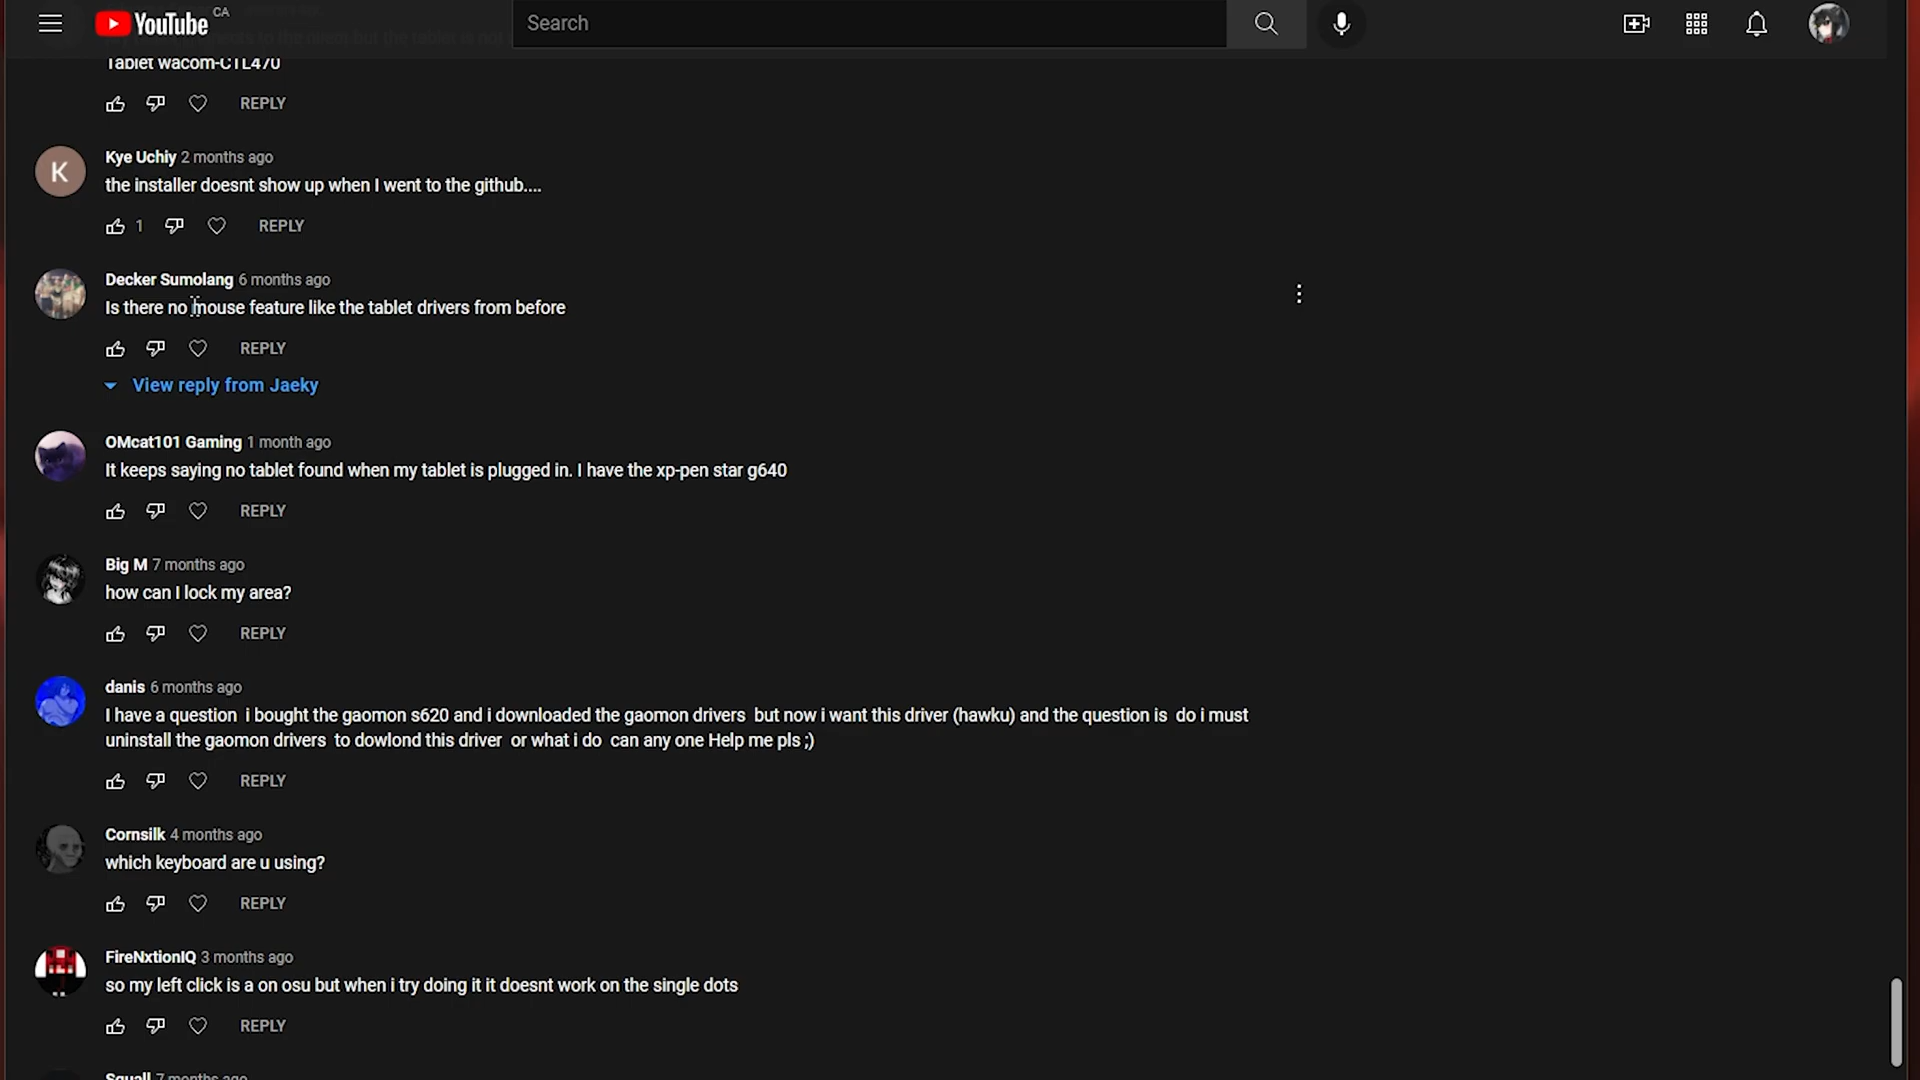 YouTube CA
Search
Tablet wacom-CTL470
REPLY
K
Kye Uchiy 2 months ago
the installer doesnt show up when I went to the github....
1 REPLY
Decker Sumolang 6 months ago
Is there no mouse feature like the tablet drivers from before
REPLY
View reply from Jaeky
OMcat101 Gaming 1 month ago
It keeps saying no tablet found when my tablet is plugged in. I have the xp-pen star g640
REPLY
Big M 7 months ago
how can I lock my area?
REPLY
danis 6 months ago
I have a question i bought the gaomon s620 and i downloaded the gaomon drivers but now i want this driver (hawku) and the question is do i must
uninstall the gaomon drivers to dowlond this driver or what i do can any one Help me pls ;)
REPLY
Cornsilk 4 months ago
which keyboard are u using?
REPLY
FireNxtionIQ 3 months ago
so my left click is a on osu but when i try doing it it doesnt work on the single dots
REPLY
Squall 7 months ago